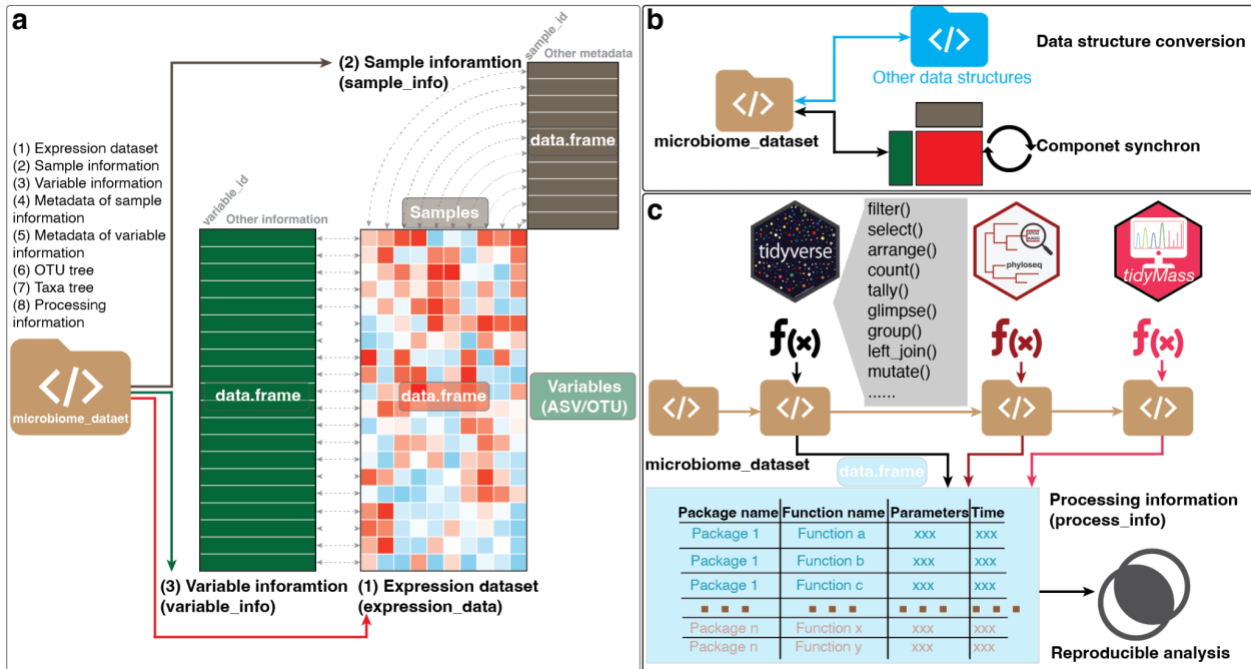 a
sample_id
Other metadata
(2) Sample inforamtion
(sample_info)
data.frame
(1) Expression dataset
(2) Sample information
(3) Variable information
(4) Metadata of sample
information
(5) Metadata of variable
information
(6) OTU tree
(7) Taxa tree
(8) Processing
information
variable_id
Other information
Samples
</>
microbiome_dataet
data.frame
data.frame
Variables
(ASV/OTU)
(3) Variable inforamtion
(variable_info)
(1) Expression dataset
(expression_data)
b
</>
Other data structures
Data structure conversion
</>
microbiome_dataset
Componet synchron
c
tidyverse
filter()
select()
arrange()
count()
tally()
glimpse()
group()
left_join()
mutate()
......
phyloseq
tidyMass
f(x)
f(x)
f(x)
</>
</>
</>
</>
microbiome_dataset
data.frame
Package name Function name Parameters Time
Package 1 Function a xxx xxx
Package 1 Function b xxx xxx
Package 1 Function c xxx xxx
Package n Function x xxx xxx
Package n Function y xxx xxx
Processing information
(process_info)
Reproducible analysis